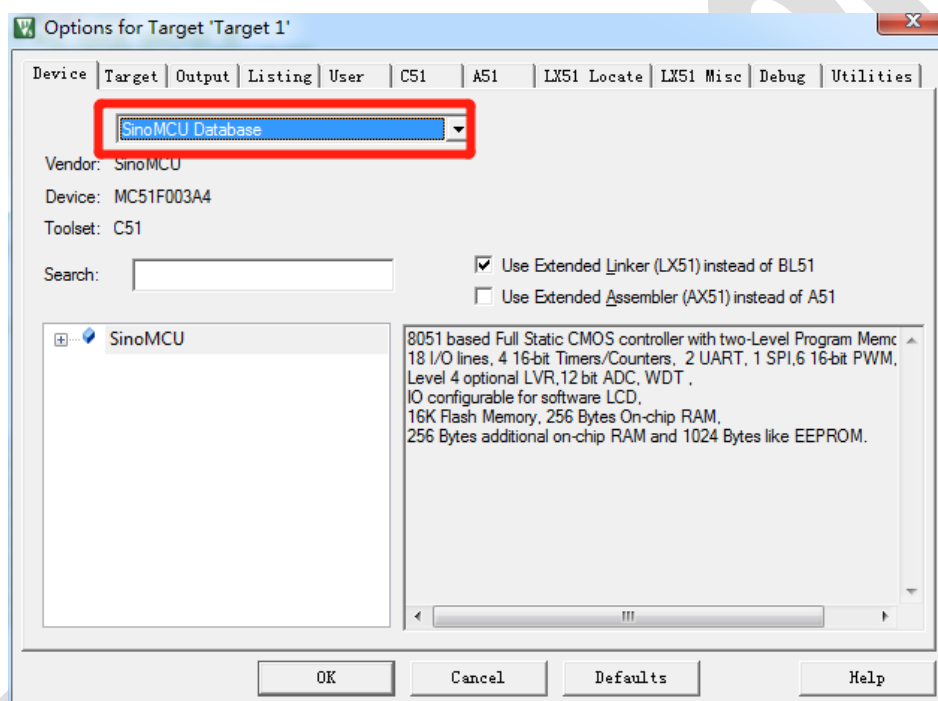 Options for Target 'Target 1'
Device Target Output Listing User C51 A51 LX51 Locate LX51 Misc Debug Utilities
SinoMCU Database
Vendor: SinoMCU
Device: MC51F003A4
Toolset: C51
Search:
Use Extended Linker (LX51) instead of BL51
Use Extended Assembler (AX51) instead of A51
SinoMCU
8051 based Full Static CMOS controller with two-Level Program Memc
18 I/O lines, 4 16-bit Timers/Counters, 2 UART, 1 SPI,6 16-bit PWM,
Level 4 optional LVR,12 bit ADC, WDT ,
IO configurable for software LCD,
16K Flash Memory, 256 Bytes On-chip RAM,
256 Bytes additional on-chip RAM and 1024 Bytes like EEPROM.
OK Cancel Defaults Help